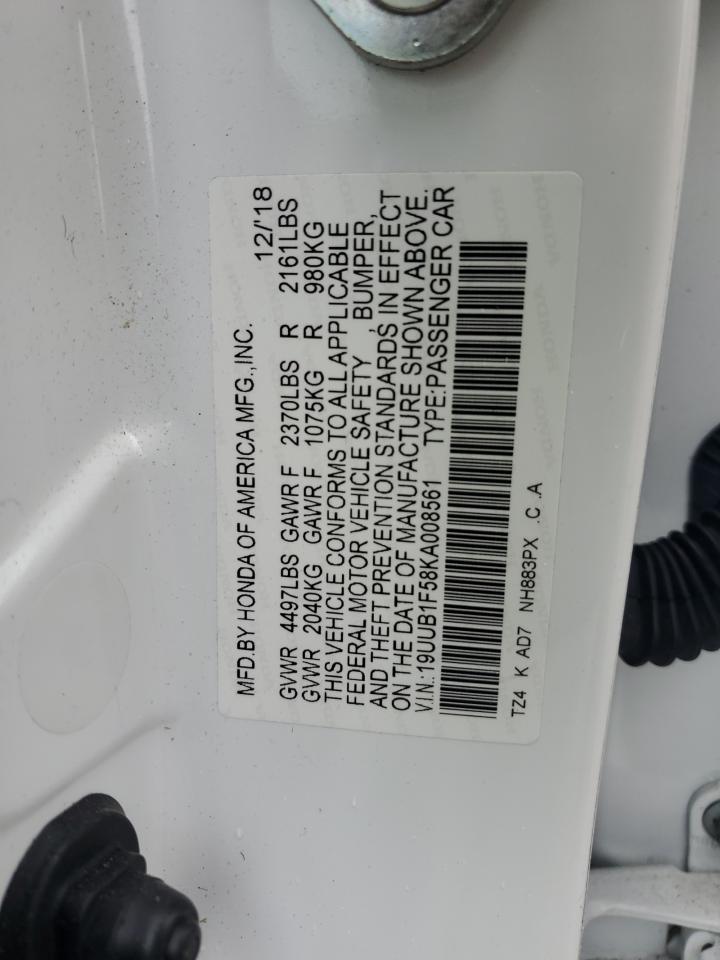 MFD.BY HONDA OF AMERICA MFG.,INC. 12/'18
GVWR 4497LBS GAWR F 2370LBS R 2161LBS
GVWR 2040KG GAWR F 1075KG R 980KG
THIS VEHICLE CONFORMS TO ALL APPLICABLE
FEDERAL MOTOR VEHICLE SAFETY , BUMPER,
AND THEFT PREVENTION STANDARDS IN EFFECT
ON THE DATE OF MANUFACTURE SHOWN ABOVE.
V.I.N.:19UUB1F58KA008561 TYPE:PASSENGER CAR
TZ4 K AD7 NH883PX .C .A